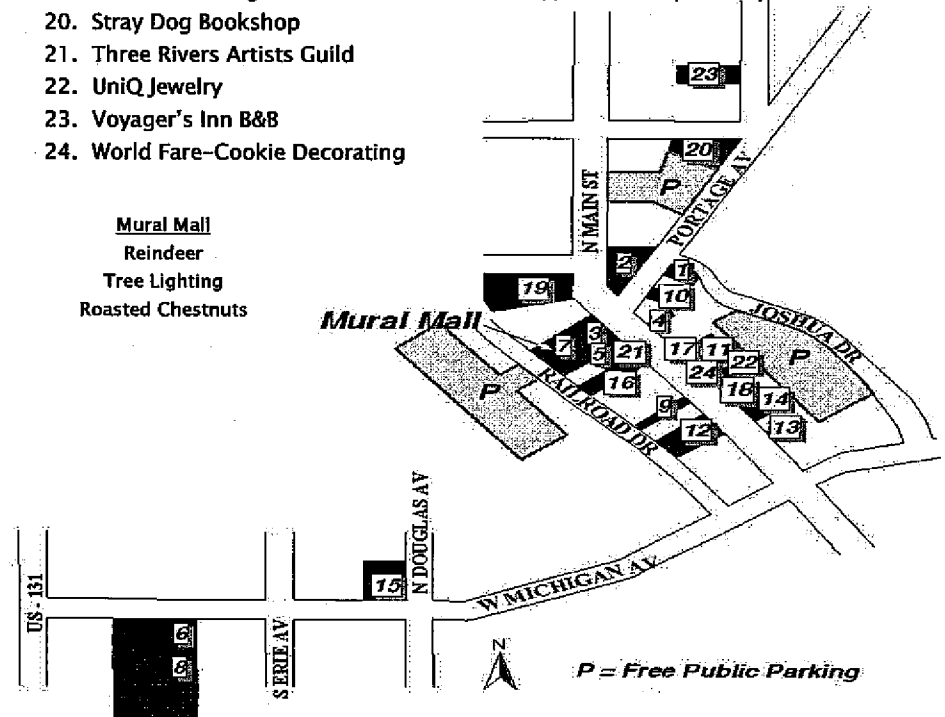 20. Stray Dog Bookshop
21. Three Rivers Artists Guild
22. UniQ Jewelry
23. Voyager's Inn B&B
24. World Fare-Cookie Decorating
Mural Mall
Reindeer
Tree Lighting
Roasted Chestnuts
23
20
P
N MAIN ST
PORTAGE AV
2
1
19
10
4
JOSHUA DR
Mural Mall
3
7
5
21
17
11
22
P
24
16
18
14
P
RAILROAD DR
9
12
13
N DOUGLAS AV
15
W MICHIGAN AV
US - 131
6
8
S ERIE AV
N
P = Free Public Parking